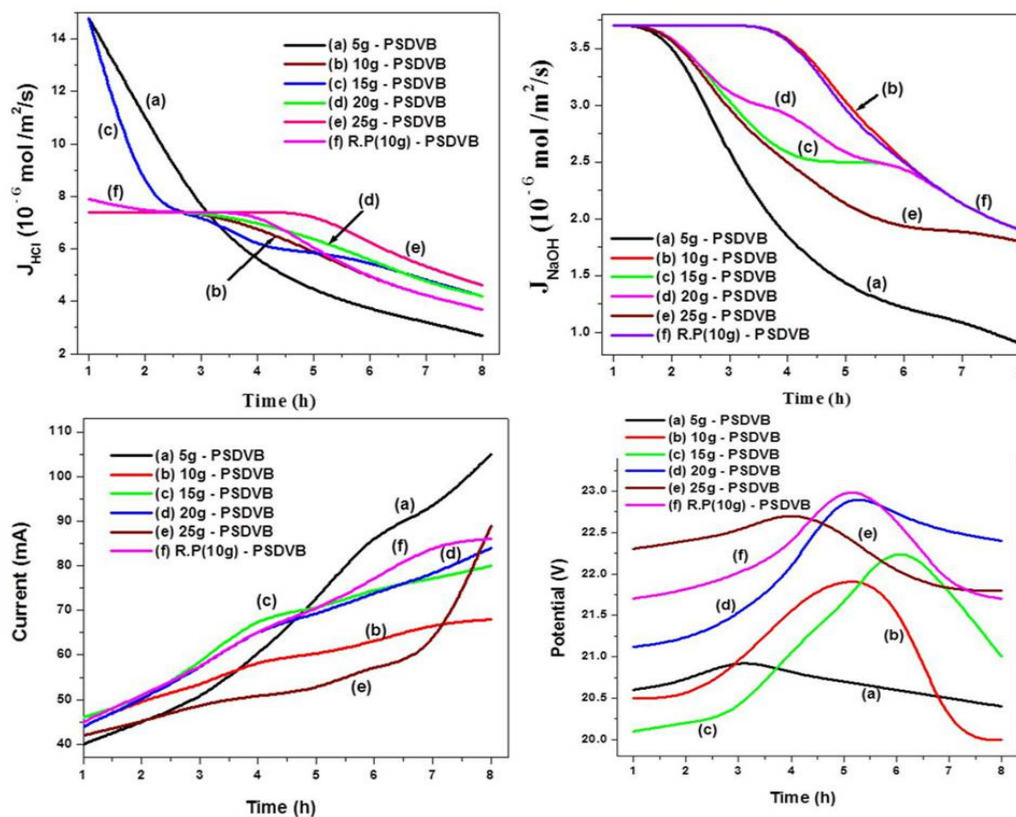 J_HCl (10^-6 mol /m^2/s)
16
14
12
10
8
6
4
2
1 2 3 4 5 6 7 8
Time (h)
(a) 5g - PSDVB
(b) 10g - PSDVB
(c) 15g - PSDVB
(d) 20g - PSDVB
(e) 25g - PSDVB
(f) R.P(10g) - PSDVB
(a)
(c)
(f)
(d)
(e)
(b)
J_NaOH (10^-6 mol /m^2/s)
3.5
3.0
2.5
2.0
1.5
1.0
1 2 3 4 5 6 7
Time (h)
(b)
(d)
(c)
(f)
(e)
(a)
(a) 5g - PSDVB
(b) 10g - PSDVB
(c) 15g - PSDVB
(d) 20g - PSDVB
(e) 25g - PSDVB
(f) R.P(10g) - PSDVB
Current (mA)
110
100
90
80
70
60
50
40
1 2 3 4 5 6 7 8
Time (h)
(a) 5g - PSDVB
(b) 10g - PSDVB
(c) 15g - PSDVB
(d) 20g - PSDVB
(e) 25g - PSDVB
(f) R.P(10g) - PSDVB
(a)
(f)
(d)
(c)
(b)
(e)
(a) 5g - PSDVB
(b) 10g - PSDVB
(c) 15g - PSDVB
(d) 20g - PSDVB
(e) 25g - PSDVB
(f) R.P(10g) - PSDVB
Potential (V)
23.0
22.5
22.0
21.5
21.0
20.5
20.0
1 2 3 4 5 6 7 8
Time (h)
(e)
(f)
(d)
(b)
(a)
(c)